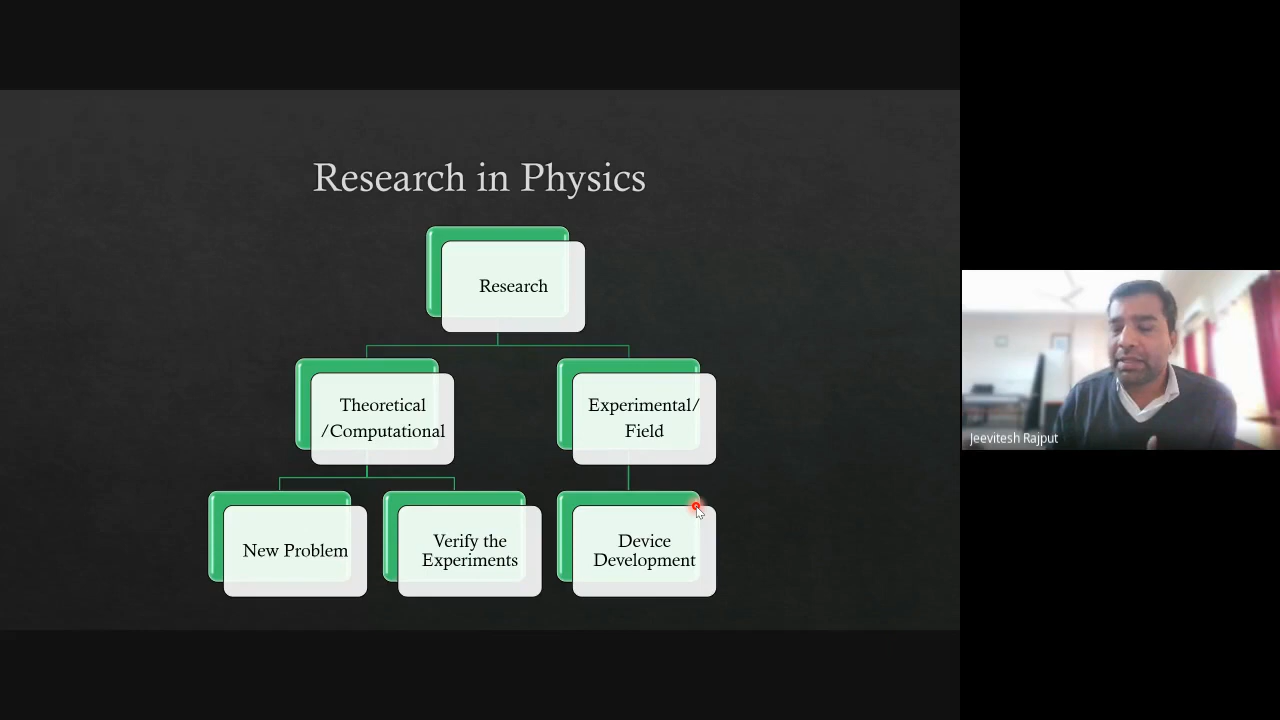 Research in Physics
Research
Theoretical
/Computational
Experimental/
Field
New Problem
Verify the
Experiments
Device
Development
Jeevitesh Rajput